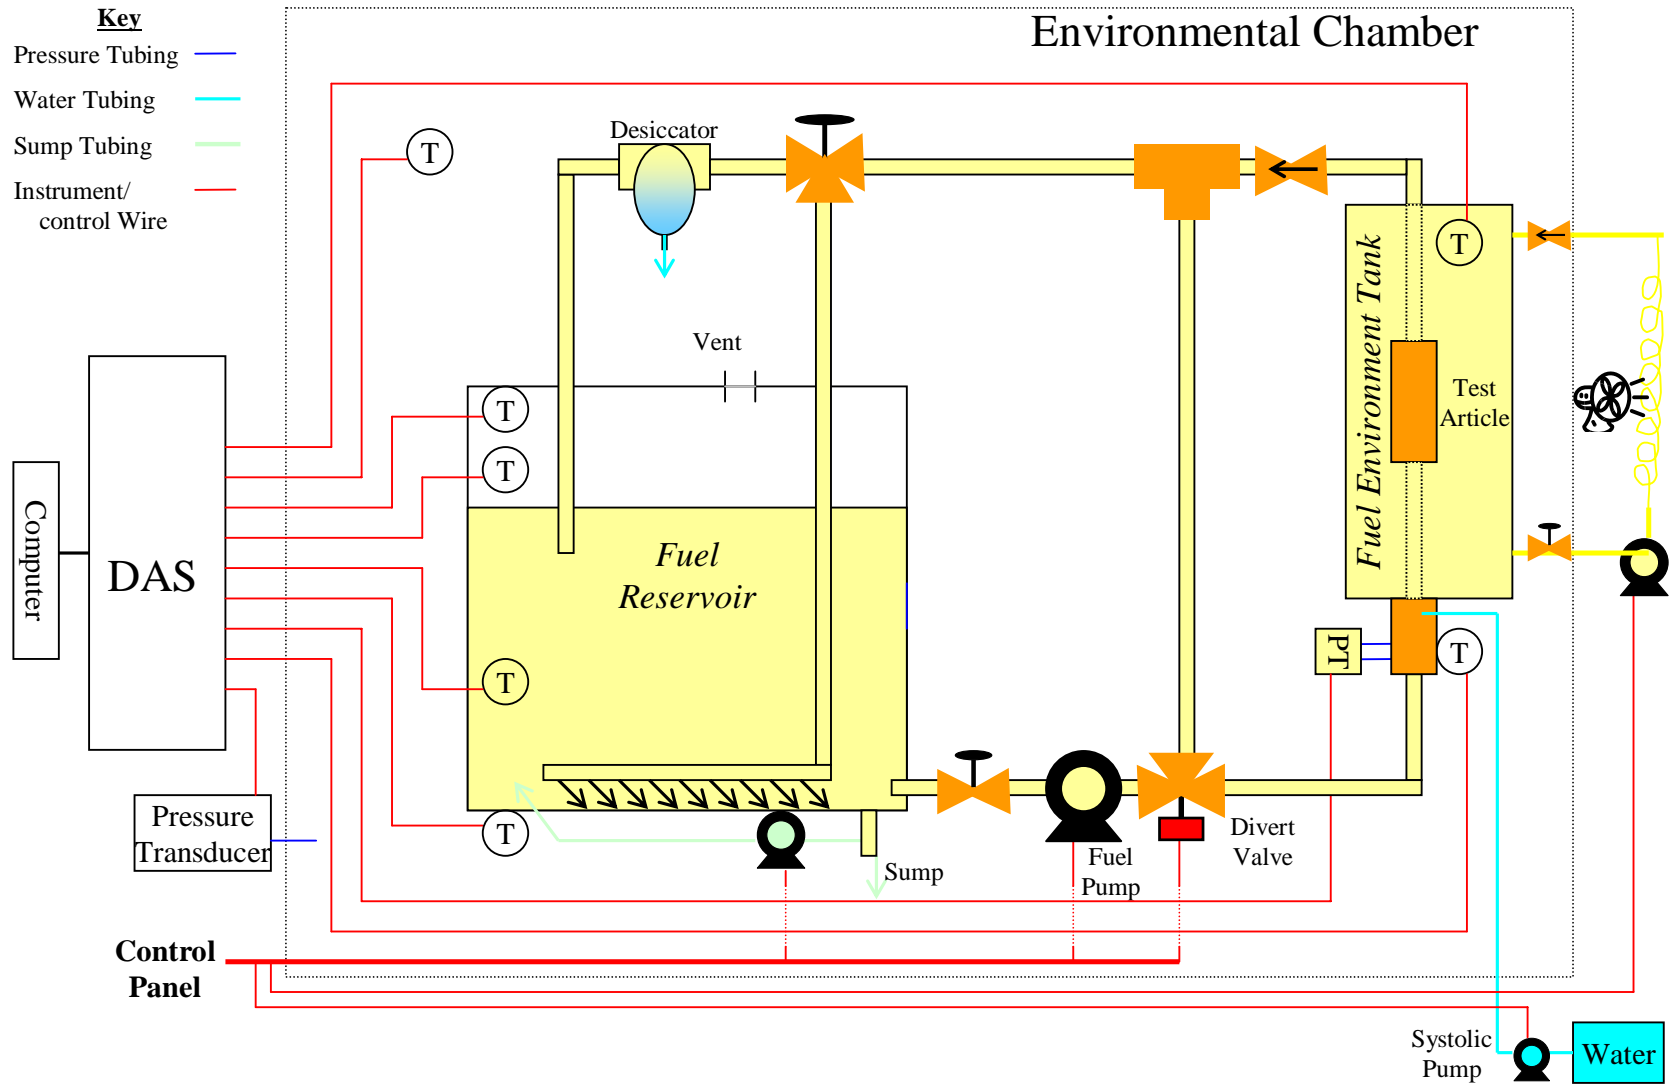 Key
Pressure Tubing
Water Tubing
Sump Tubing
Instrument/
control Wire
Environmental Chamber
T
Desiccator
T
Vent
T
T
Fuel Environment Tank
Test
Article
Computer
DAS
Fuel
Reservoir
T
PT
T
Pressure
Transducer
T
Sump
Fuel
Pump
Divert
Valve
Control
Panel
Systolic
Pump
Water